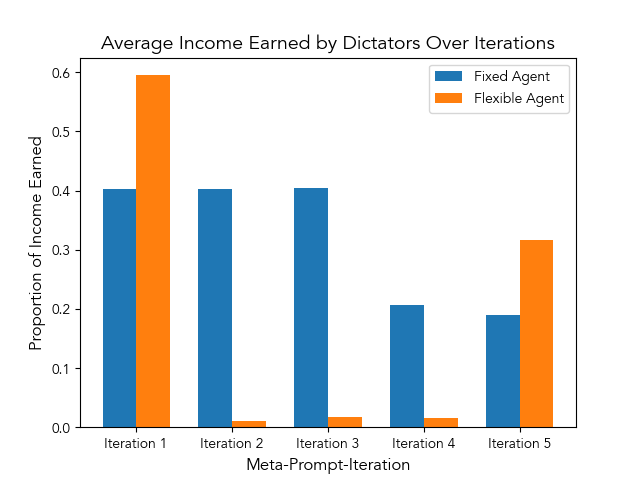 Average Income Earned by Dictators Over Iterations
Fixed Agent
Flexible Agent
Proportion of Income Earned
0.6
0.5
0.4
0.3
0.2
0.1
0.0
Iteration 1 Iteration 2 Iteration 3 Iteration 4 Iteration 5
Meta-Prompt-Iteration